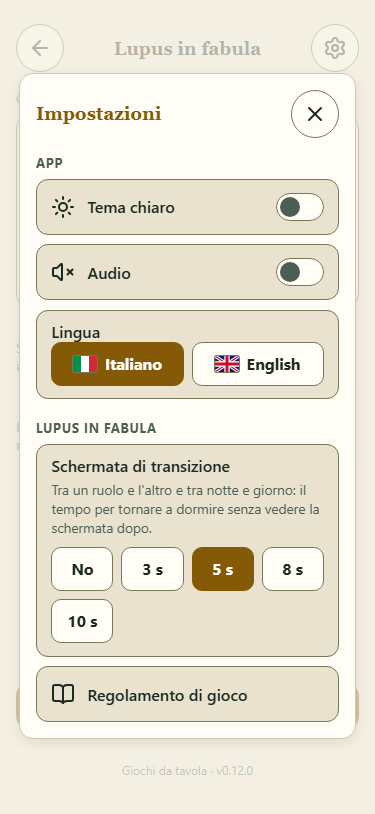 Lupus in fabula
Impostazioni
APP
Tema chiaro
Audio
Lingua
Italiano
English
LUPUS IN FABULA
Schermata di transizione
Tra un ruolo e l'altro e tra notte e giorno: il
tempo per tornare a dormire senza vedere la
schermata dopo.
No
3 s
5 s
8 s
10 s
Regolamento di gioco
Giochi da tavola · v0.12.0